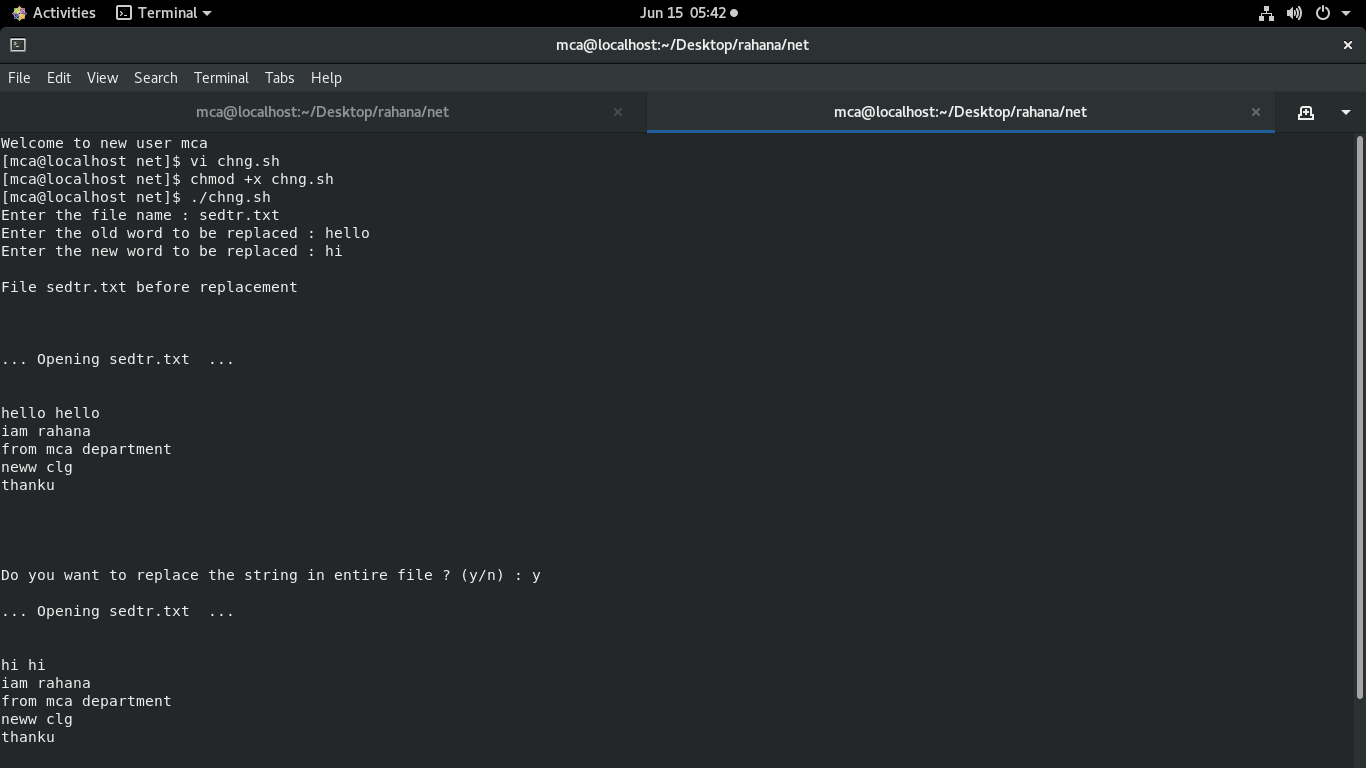 Activities Terminal Jun 15 05:42
mca@localhost:~/Desktop/rahana/net
File Edit View Search Terminal Tabs Help
mca@localhost:~/Desktop/rahana/net mca@localhost:~/Desktop/rahana/net
Welcome to new user mca
[mca@localhost net]$ vi chng.sh
[mca@localhost net]$ chmod +x chng.sh
[mca@localhost net]$ ./chng.sh
Enter the file name : sedtr.txt
Enter the old word to be replaced : hello
Enter the new word to be replaced : hi
File sedtr.txt before replacement
... Opening sedtr.txt  ...
hello hello
iam rahana
from mca department
neww clg
thanku
Do you want to replace the string in entire file ? (y/n) : y
... Opening sedtr.txt  ...
hi hi
iam rahana
from mca department
neww clg
thanku